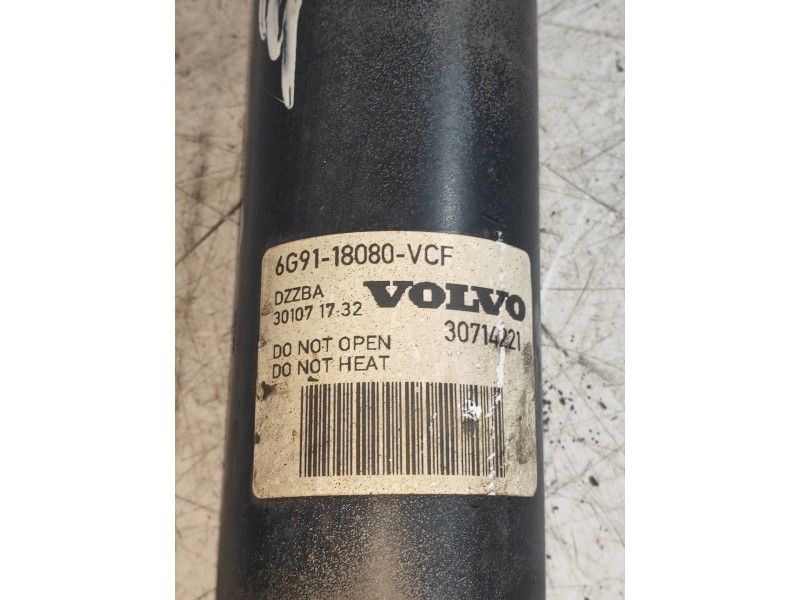 6G91-18080-VCF
DZZBA VOLVO
30107 17:32
30714221
DO NOT OPEN
DO NOT HEAT